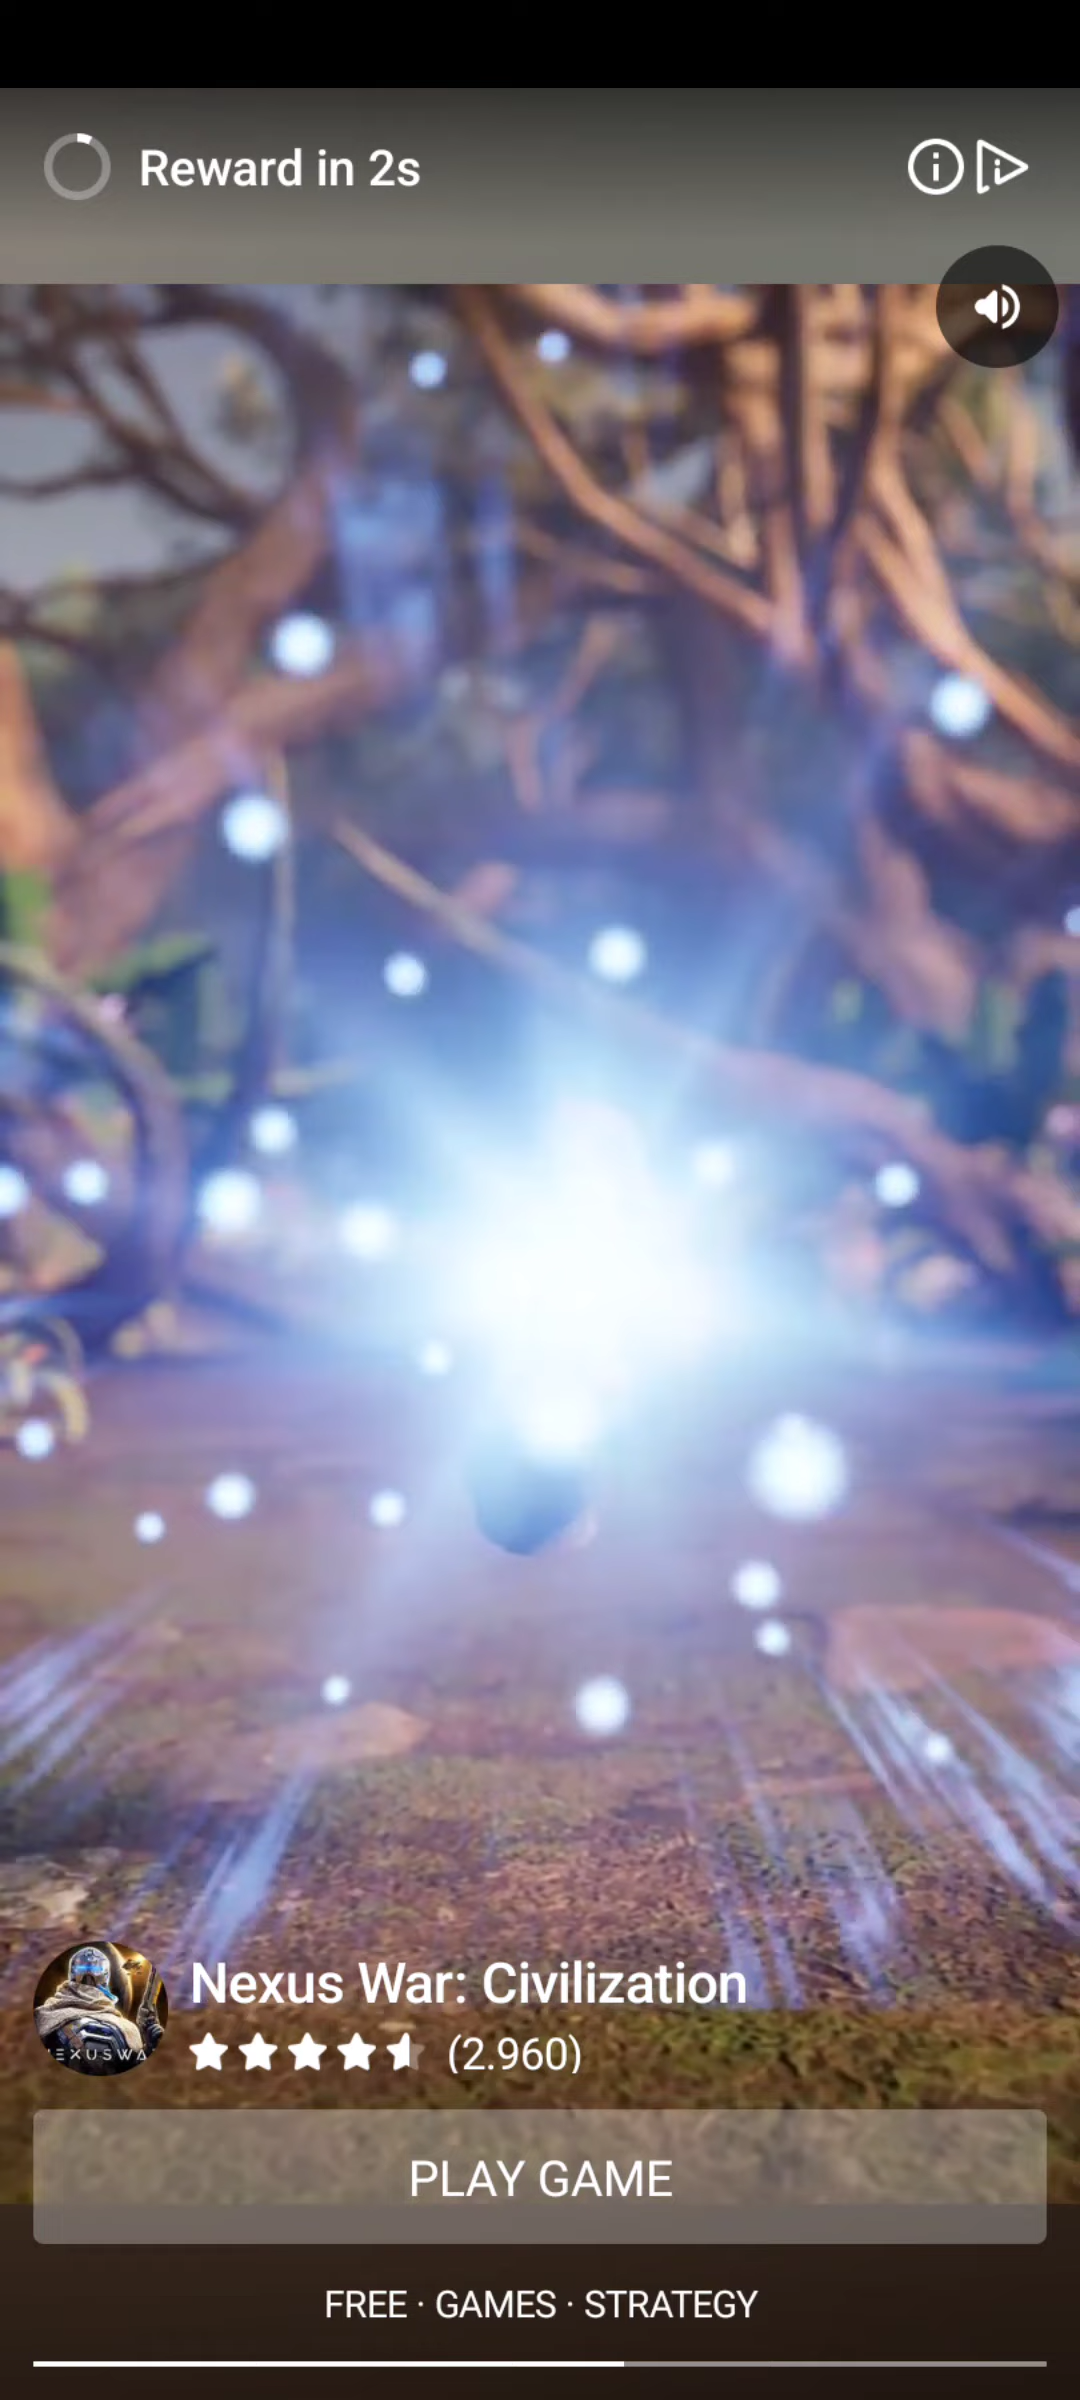 Reward in 2s
Nexus War: Civilization
(2.960)
PLAY GAME
FREE · GAMES · STRATEGY